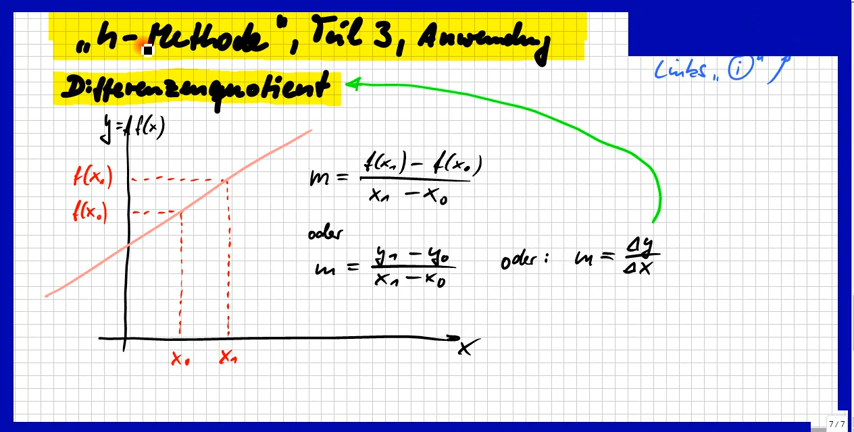 „h-Methode", Teil 3, Anwendung
Links „i"
Differenzenquotient
y=f(x)
f(x₀)
f(x₀)
m = (f(x₁) - f(x₀)) / (x₁ - x₀)
oder
m = (y₁ - y₀) / (x₁ - x₀)
oder: m = Δy / Δx
x₀ x₁ x
7 / 7